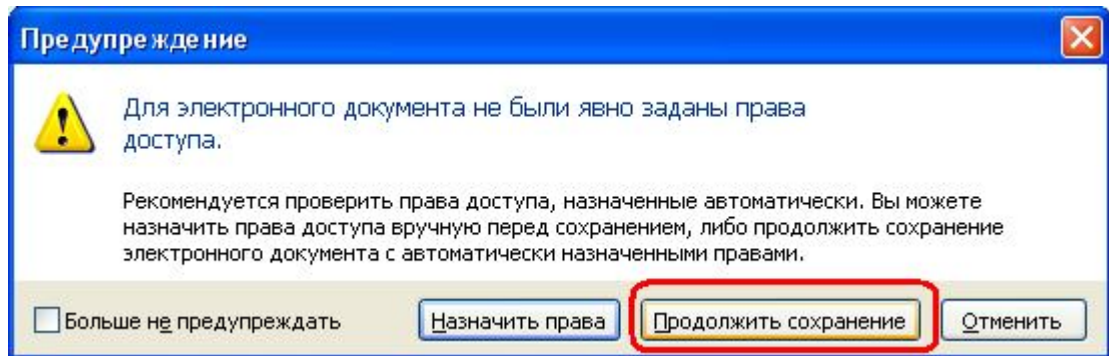 Предупреждение
Для электронного документа не были явно заданы права
доступа.
Рекомендуется проверить права доступа, назначенные автоматически. Вы можете
назначить права доступа вручную перед сохранением, либо продолжить сохранение
электронного документа с автоматически назначенными правами.
Больше не предупреждать Назначить права Продолжить сохранение Отменить